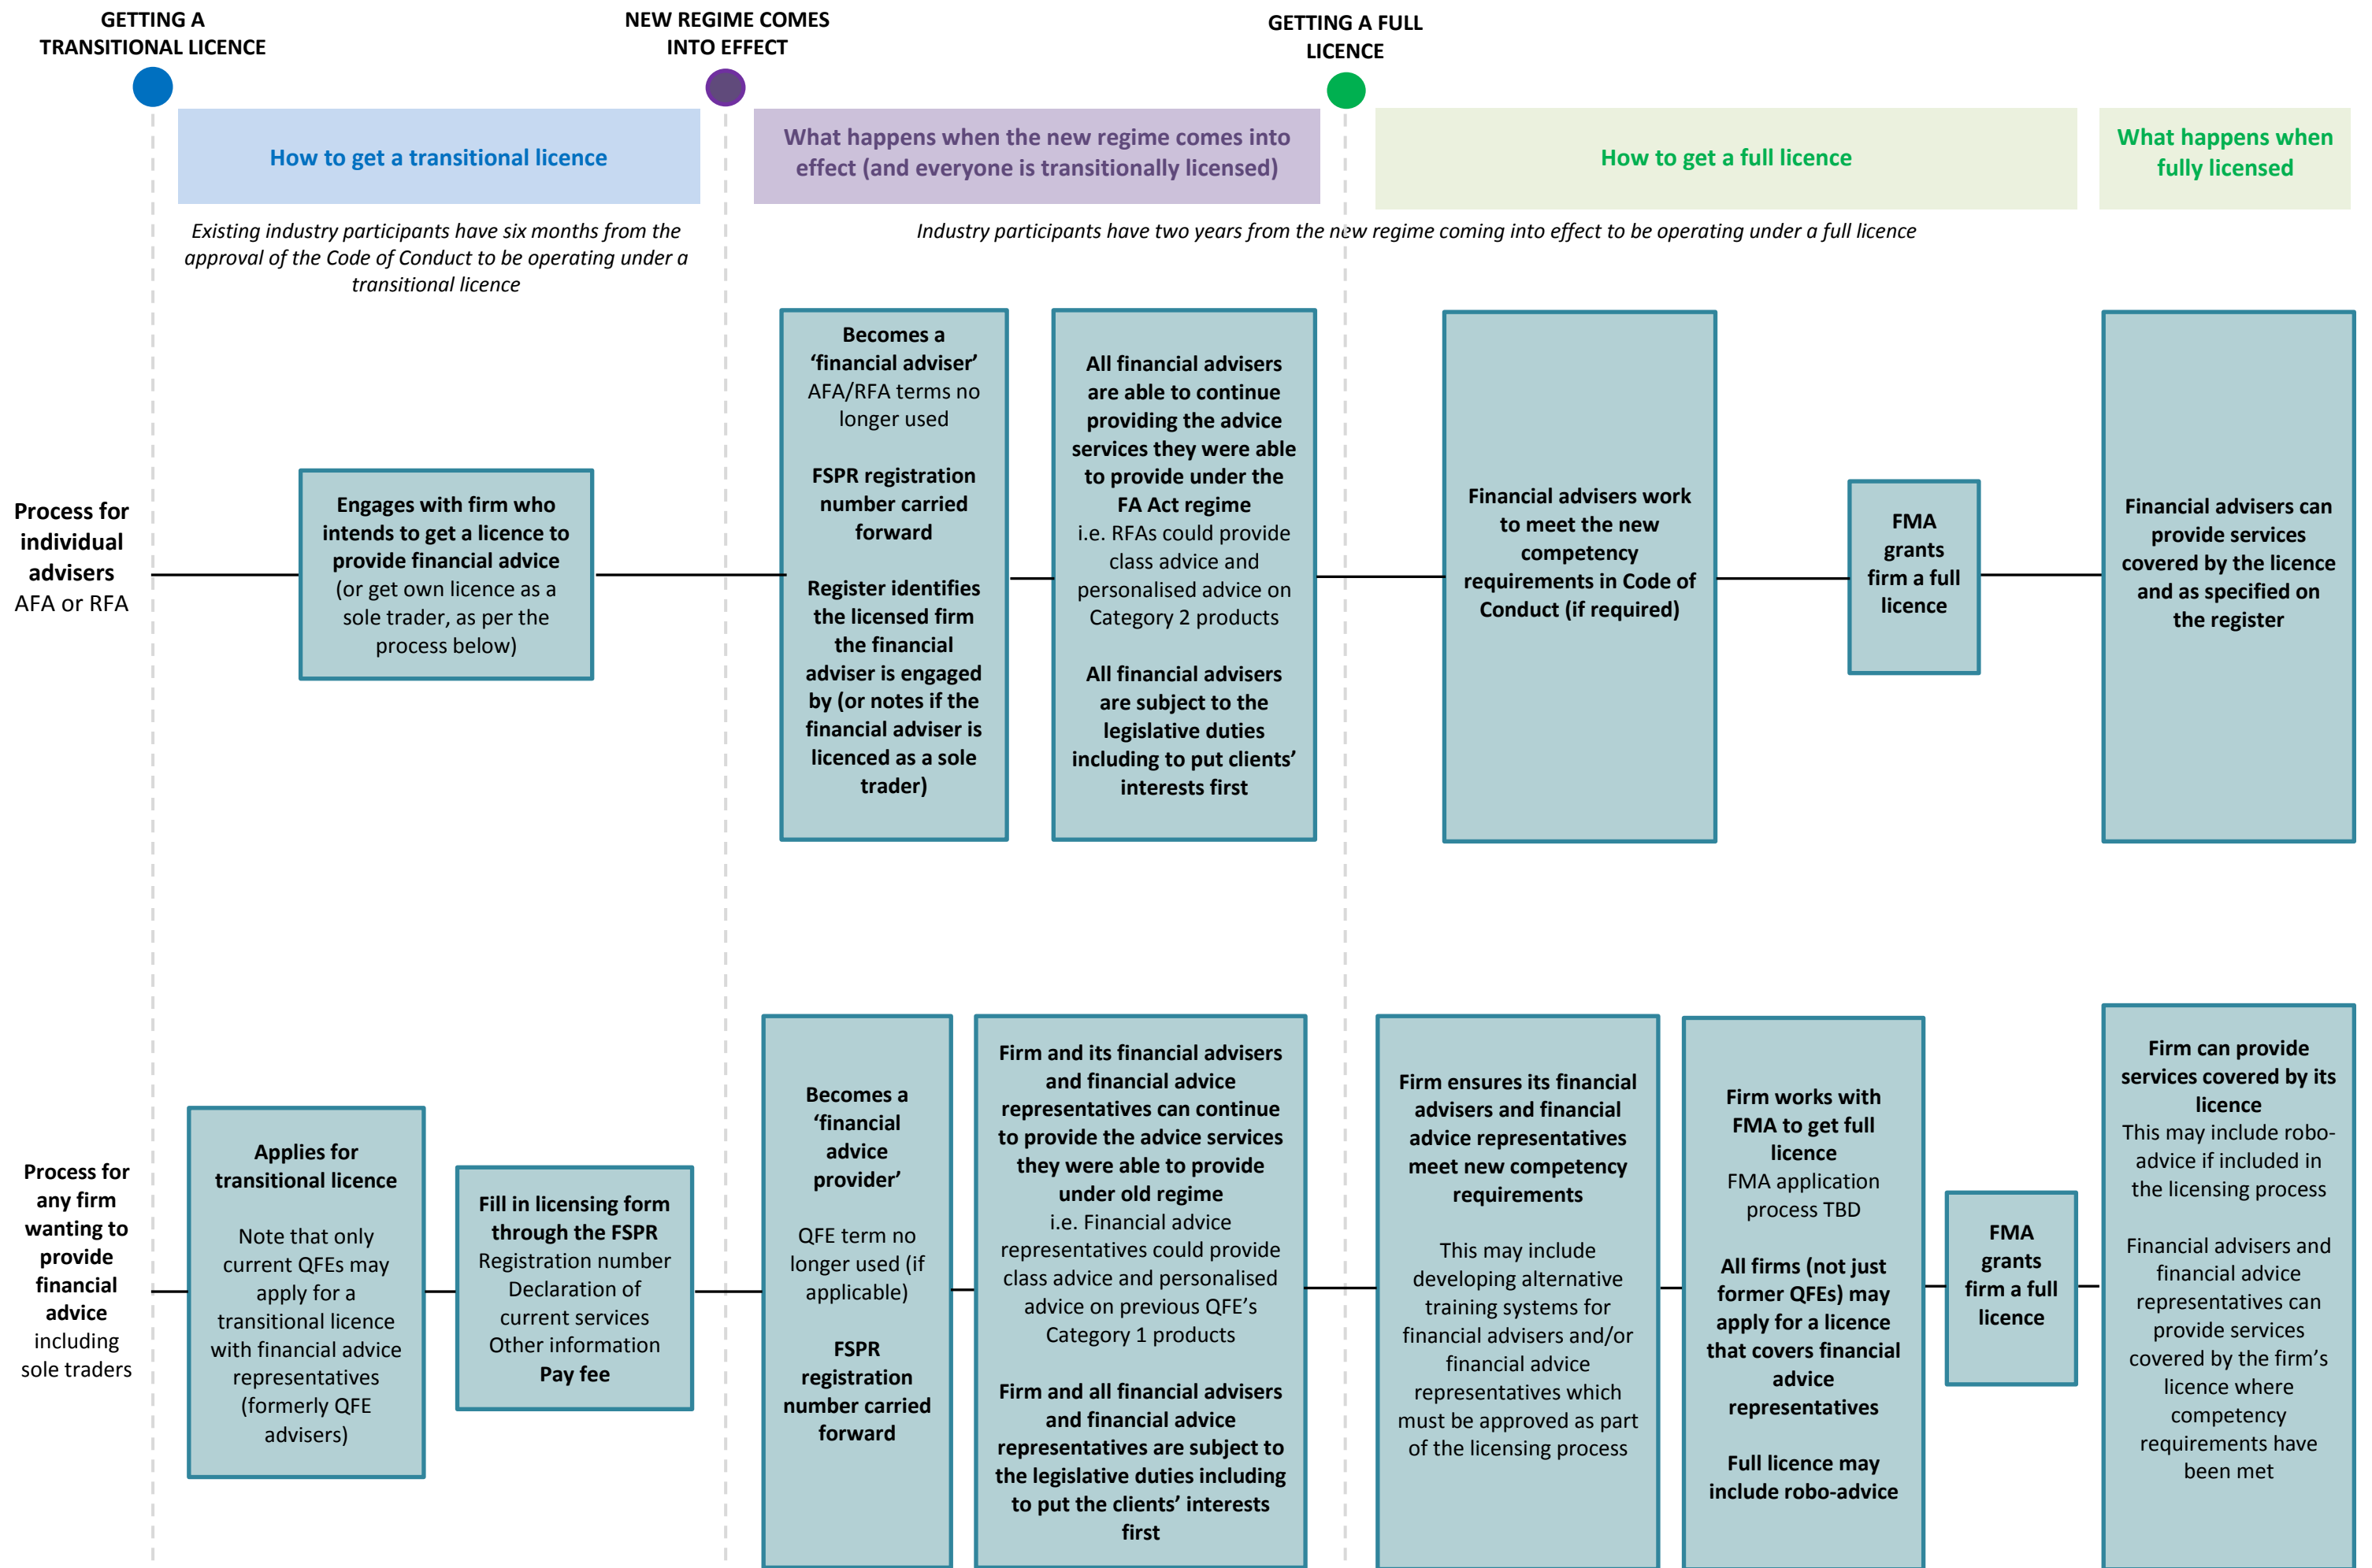 GETTING A
TRANSITIONAL LICENCE
NEW REGIME COMES
INTO EFFECT
GETTING A FULL
LICENCE
How to get a transitional licence
What happens when the new regime comes into
effect (and everyone is transitionally licensed)
How to get a full licence
What happens when
fully licensed
Existing industry participants have six months from the
approval of the Code of Conduct to be operating under a
transitional licence
Industry participants have two years from the new regime coming into effect to be operating under a full licence
Process for
individual
advisers
AFA or RFA
Engages with firm who
intends to get a licence to
provide financial advice
(or get own licence as a
sole trader, as per the
process below)
Becomes a
‘financial adviser’
AFA/RFA terms no
longer used
FSPR registration
number carried
forward
Register identifies
the licensed firm
the financial
adviser is engaged
by (or notes if the
financial adviser is
licenced as a sole
trader)
All financial advisers
are able to continue
providing the advice
services they were able
to provide under the
FA Act regime
i.e. RFAs could provide
class advice and
personalised advice on
Category 2 products
All financial advisers
are subject to the
legislative duties
including to put clients’
interests first
Financial advisers work
to meet the new
competency
requirements in Code of
Conduct (if required)
FMA
grants
firm a full
licence
Financial advisers can
provide services
covered by the licence
and as specified on
the register
Process for
any firm
wanting to
provide
financial
advice
including
sole traders
Applies for
transitional licence
Note that only
current QFEs may
apply for a
transitional licence
with financial advice
representatives
(formerly QFE
advisers)
Fill in licensing form
through the FSPR
Registration number
Declaration of
current services
Other information
Pay fee
Becomes a
‘financial
advice
provider’
QFE term no
longer used (if
applicable)
FSPR
registration
number carried
forward
Firm and its financial advisers
and financial advice
representatives can continue
to provide the advice services
they were able to provide
under old regime
i.e. Financial advice
representatives could provide
class advice and personalised
advice on previous QFE’s
Category 1 products
Firm and all financial advisers
and financial advice
representatives are subject to
the legislative duties including
to put the clients’ interests
first
Firm ensures its financial
advisers and financial
advice representatives
meet new competency
requirements
This may include
developing alternative
training systems for
financial advisers and/or
financial advice
representatives which
must be approved as part
of the licensing process
Firm works with
FMA to get full
licence
FMA application
process TBD
All firms (not just
former QFEs) may
apply for a licence
that covers financial
advice
representatives
Full licence may
include robo-advice
FMA
grants
firm a full
licence
Firm can provide
services covered by its
licence
This may include robo-
advice if included in
the licensing process
Financial advisers and
financial advice
representatives can
provide services
covered by the firm’s
licence where
competency
requirements have
been met